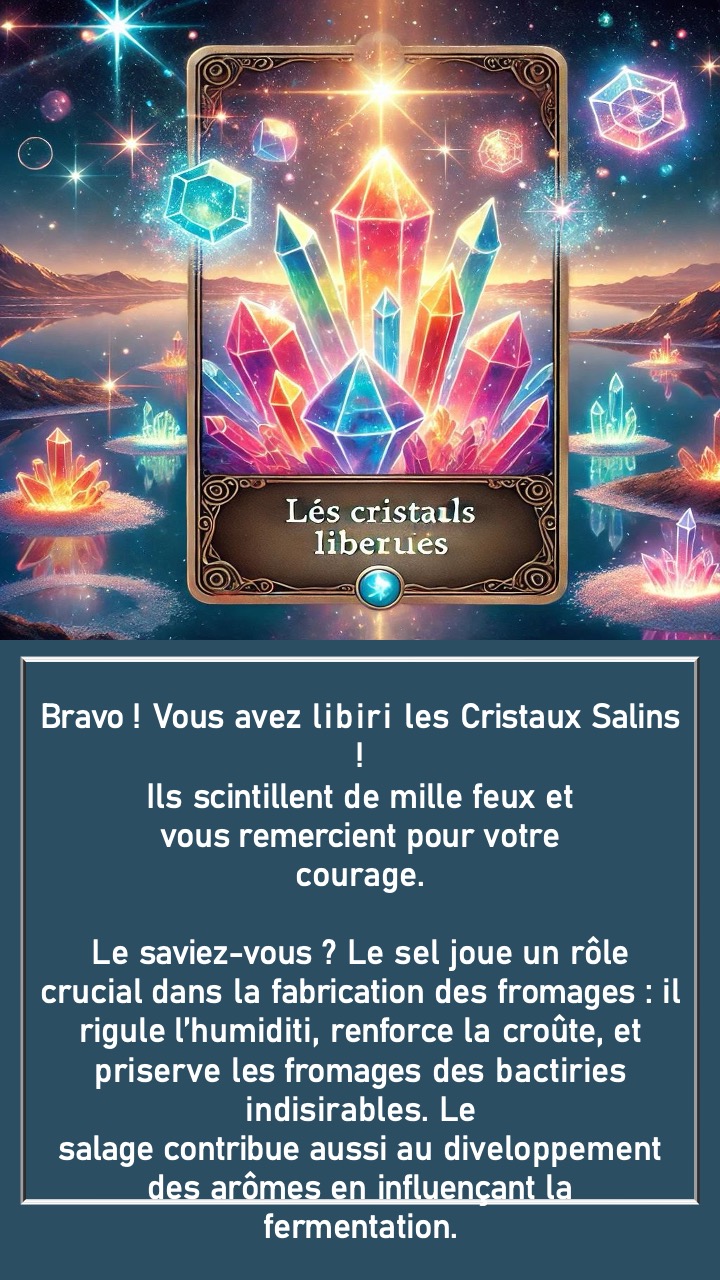 Lés cristaıls
liberués
Bravo ! Vous avez libiri les Cristaux Salins
!
Ils scintillent de mille feux et
vous remercient pour votre
courage.
Le saviez-vous ? Le sel joue un rôle
crucial dans la fabrication des fromages : il
rigule l’humiditi, renforce la croûte, et
priserve les fromages des bactiries
indisirables. Le
salage contribue aussi au diveloppement
des arômes en influençant la
fermentation.